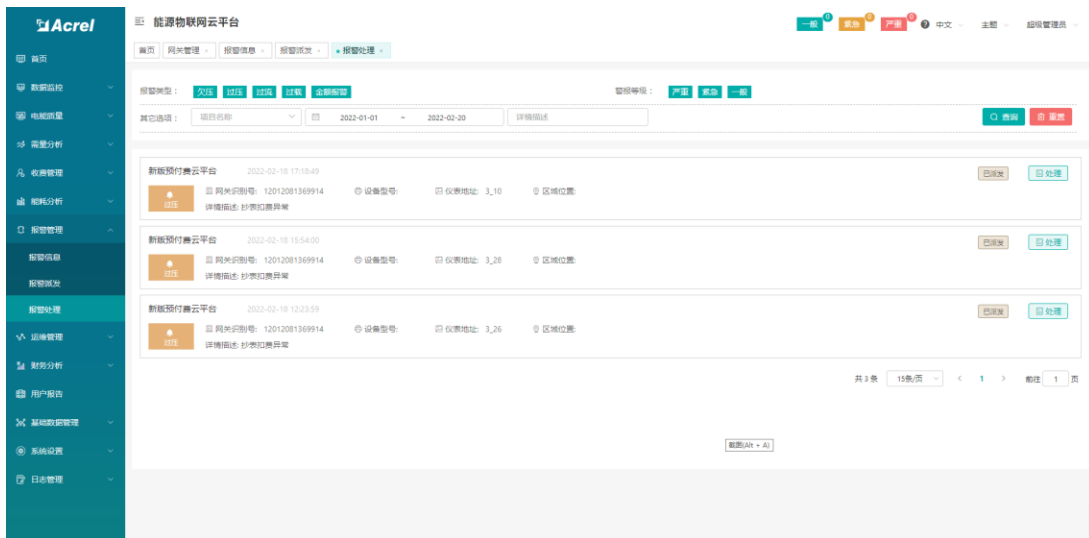 Acrel
能源物联网云平台
一般 0 紧急 0 严重 0 中文 主题 超级管理员
首页 网关管理 × 报警信息 × 报警派发 × 报警处理 ×
首页
数据监控
电能质量
需量分析
收费管理
能耗分析
报警管理
报警信息
报警派发
报警处理
运维管理
财务分析
用户报告
基础数据管理
系统设置
日志管理
报警类型: 欠压 过压 过流 过载 金额报警 警报等级: 严重 紧急 一般
其它选项: 项目名称 2022-01-01 ~ 2022-02-20 详情描述 查询 重置
新版预付费云平台 2022-02-18 17:18:49 已派发 处理
过压 网关识别号: 12012081369914 设备型号: 仪表地址: 3_10 区域位置:
详情描述: 抄表扣费异常
新版预付费云平台 2022-02-18 15:54:00 已派发 处理
过压 网关识别号: 12012081369914 设备型号: 仪表地址: 3_28 区域位置:
详情描述: 抄表扣费异常
新版预付费云平台 2022-02-18 12:23:59 已派发 处理
过压 网关识别号: 12012081369914 设备型号: 仪表地址: 3_26 区域位置:
详情描述: 抄表扣费异常
共 3 条 15条/页 < 1 > 前往 1 页
截图(Alt + A)